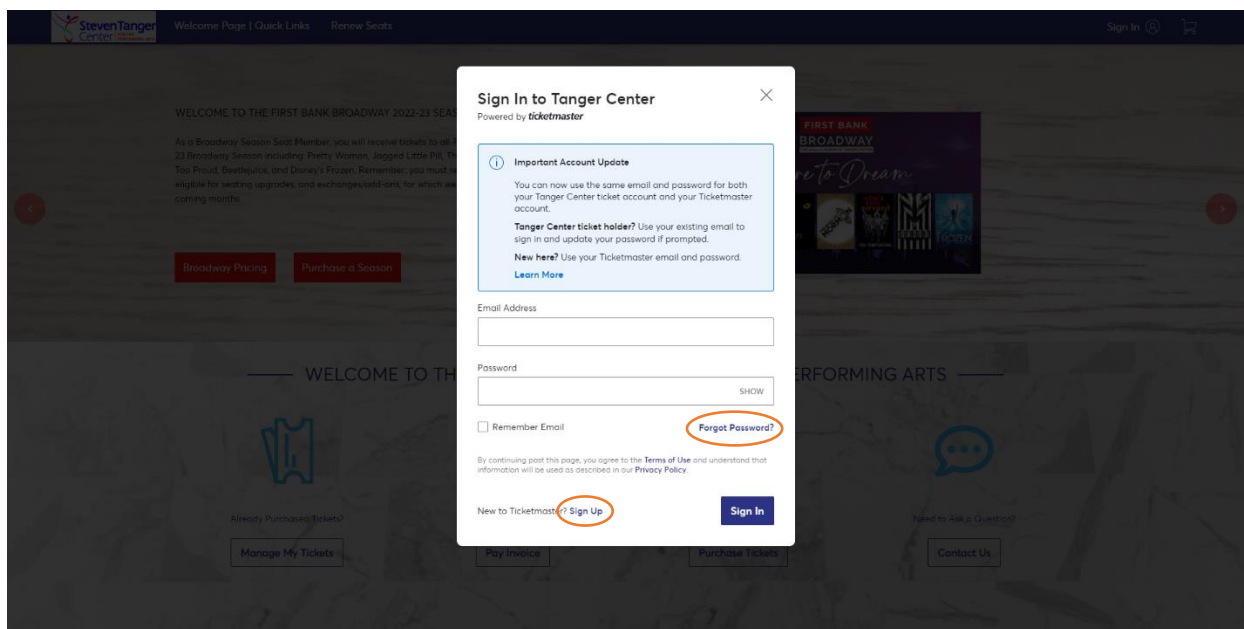 StevenTanger
Center
Welcome Page | Quick Links
Renew Seats
Sign In
WELCOME TO THE FIRST BANK BROADWAY 2022-23 SEAS
As a Broadway Season Seat Member, you will receive tickets to all
23 Broadway Season including: Pretty Woman, Jagged Little Pill,
Too Proud, Beetlejuice, and Disney's Frozen. Remember, you must
eligible for seating upgrades, and exchanges/add-ons, for which we
coming months.
Broadway Pricing
Purchase a Season
FIRST BANK
BROADWAY
re to Dream
FROZEN
Sign In to Tanger Center
Powered by ticketmaster
Important Account Update
You can now use the same email and password for both
your Tanger Center ticket account and your Ticketmaster
account.
Tanger Center ticket holder? Use your existing email to
sign in and update your password if prompted.
New here? Use your Ticketmaster email and password.
Learn More
Email Address
Password
SHOW
Remember Email
Forgot Password?
By continuing past this page, you agree to the Terms of Use and understand that
information will be used as described in our Privacy Policy.
New to Ticketmaster? Sign Up
Sign In
WELCOME TO TH
ERFORMING ARTS
Already Purchased Tickets?
Need to Ask a Question?
Manage My Tickets
Pay Invoice
Purchase Tickets
Contact Us